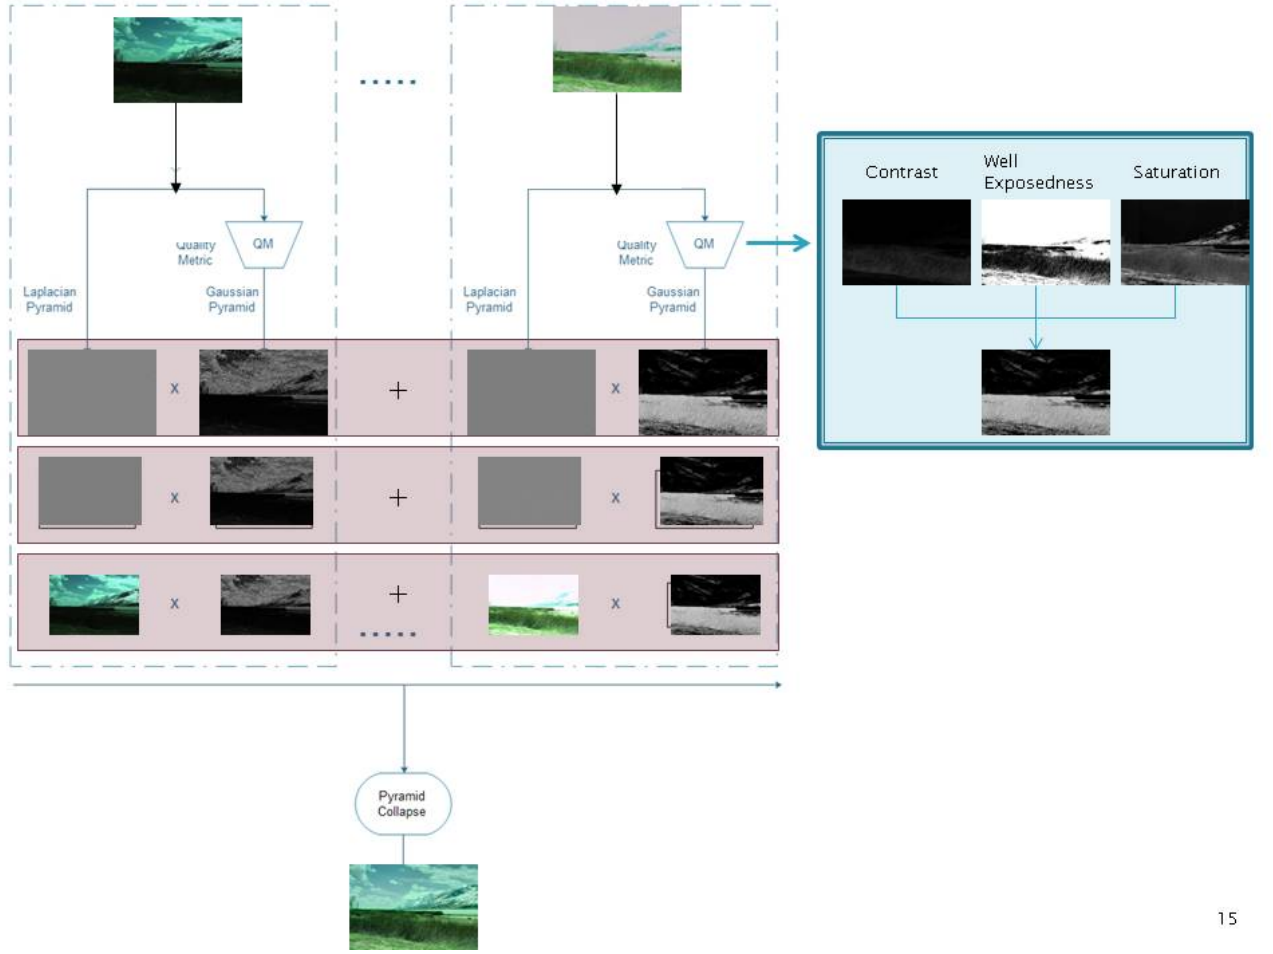 Contrast
Well
Exposedness
Saturation
Quality
Metric
QM
Quality
Metric
QM
Laplacian
Pyramid
Gaussian
Pyramid
Laplacian
Pyramid
Gaussian
Pyramid
x
+
x
x
+
x
x
+
x
Pyramid
Collapse
15